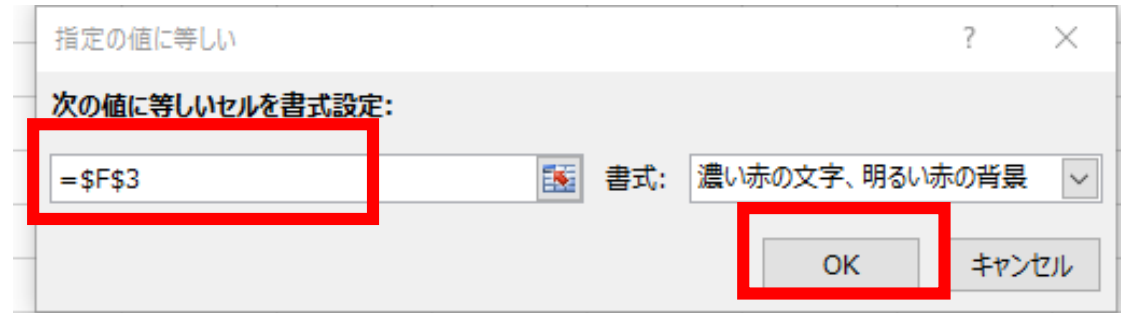 指定の値に等しい ? ×
次の値に等しいセルを書式設定:
=$F$3 書式: 濃い赤の文字、明るい赤の背景
OK キャンセル